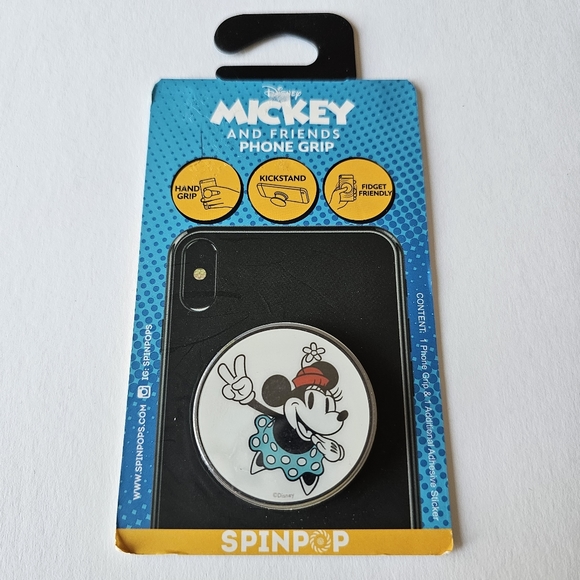 Disney
MICKEY
AND FRIENDS
PHONE GRIP
HAND
GRIP
KICKSTAND
FIDGET
FRIENDLY
CONTENT: 1 Phone Grip & 1 Additional Adhesive Sticker
WWW.SPINPOPS.COM IG: SPINPOPS
©Disney
SPINPOP